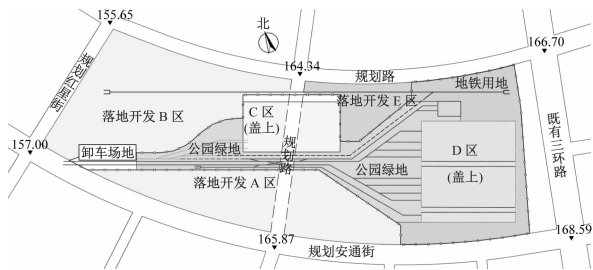 155.65
北
164.34
166.70
规划红星街
规划路
地铁用地
落地开发 B 区
C 区
(盖上)
落地开发 E 区
既有三环路
157.00
卸车场地
公园绿地
规划路
公园绿地
D 区
(盖上)
落地开发 A 区
165.87
规划安通街
168.59